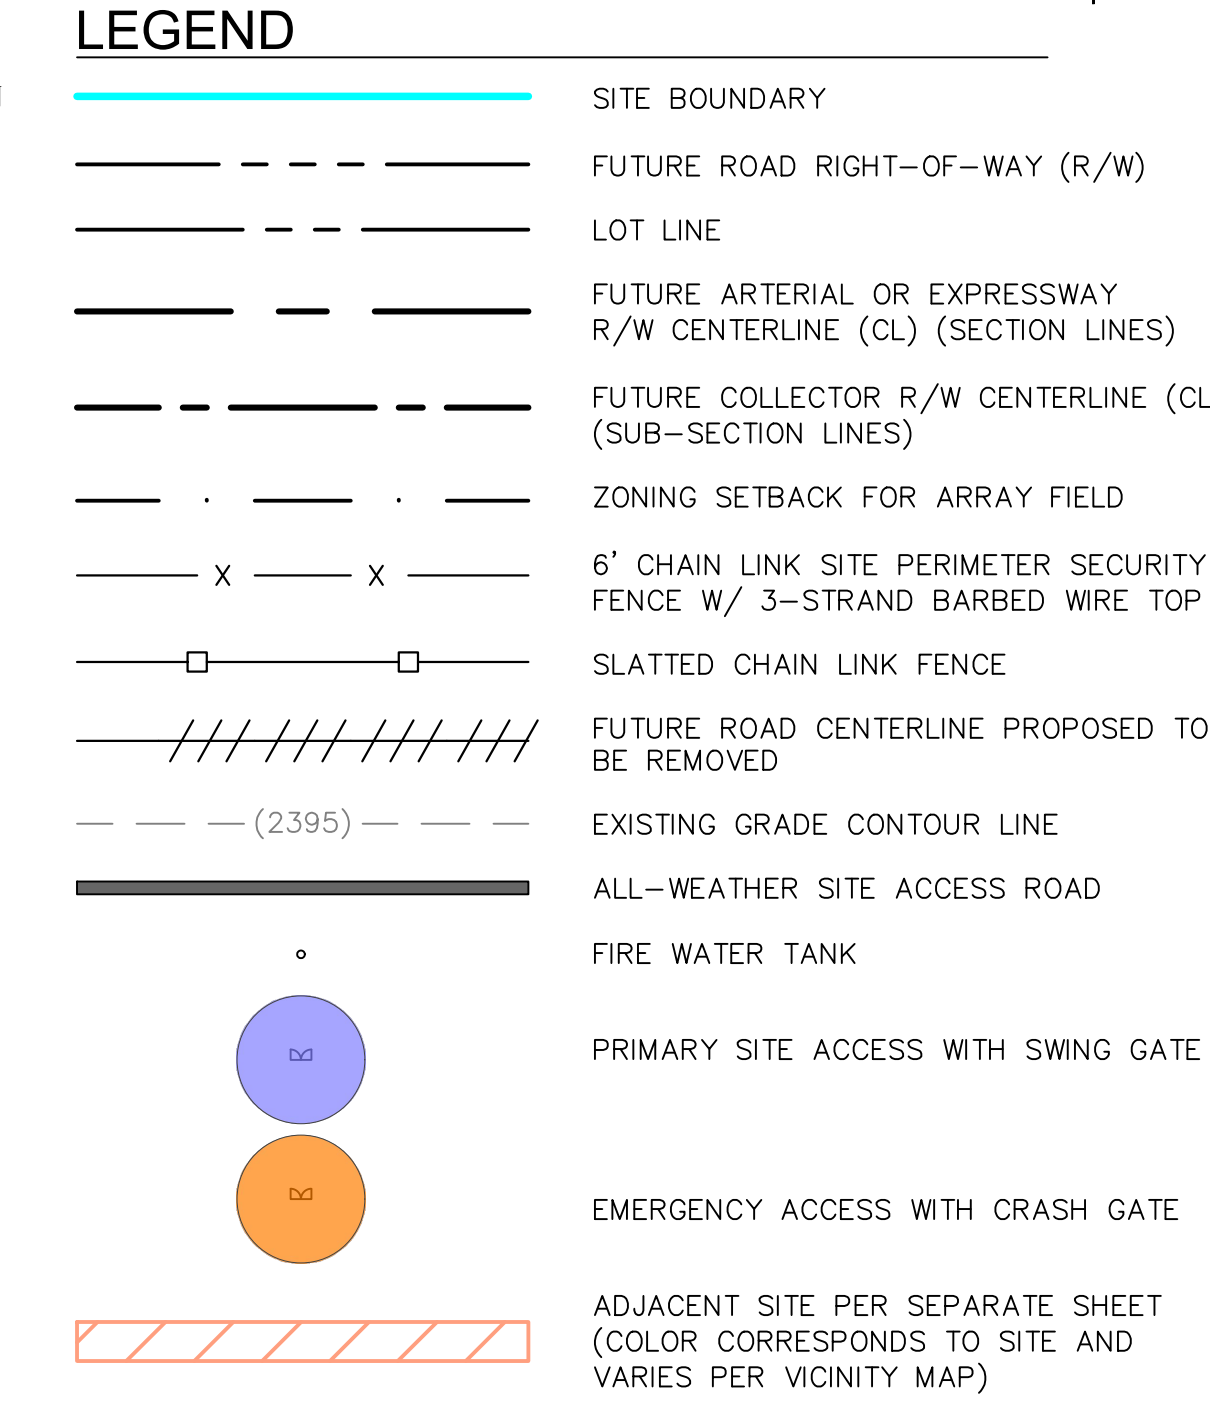 LEGEND
SITE BOUNDARY
FUTURE ROAD RIGHT-OF-WAY (R/W)
LOT LINE
FUTURE ARTERIAL OR EXPRESSWAY
R/W CENTERLINE (CL) (SECTION LINES)
FUTURE COLLECTOR R/W CENTERLINE (CL
(SUB-SECTION LINES)
ZONING SETBACK FOR ARRAY FIELD
X X
6' CHAIN LINK SITE PERIMETER SECURITY
FENCE W/ 3-STRAND BARBED WIRE TOP
SLATTED CHAIN LINK FENCE
FUTURE ROAD CENTERLINE PROPOSED TO
BE REMOVED
(2395)
EXISTING GRADE CONTOUR LINE
ALL-WEATHER SITE ACCESS ROAD
FIRE WATER TANK
PRIMARY SITE ACCESS WITH SWING GATE
EMERGENCY ACCESS WITH CRASH GATE
ADJACENT SITE PER SEPARATE SHEET
(COLOR CORRESPONDS TO SITE AND
VARIES PER VICINITY MAP)